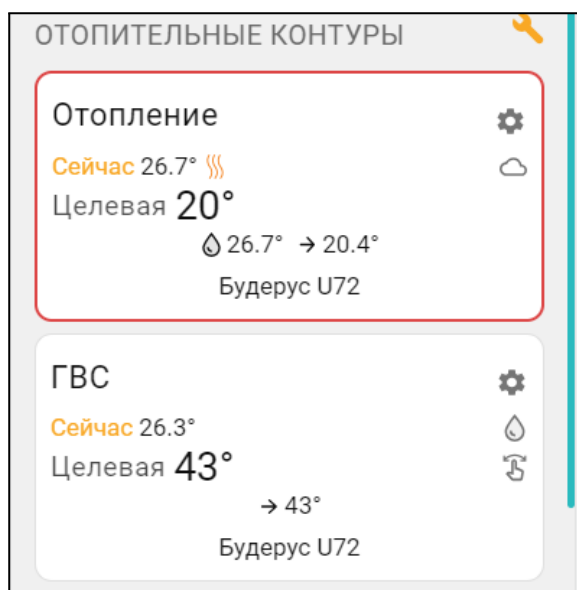 ОТОПИТЕЛЬНЫЕ КОНТУРЫ
Отопление
Сейчас 26.7°
Целевая 20°
26.7° → 20.4°
Будерус U72
ГВС
Сейчас 26.3°
Целевая 43°
→ 43°
Будерус U72